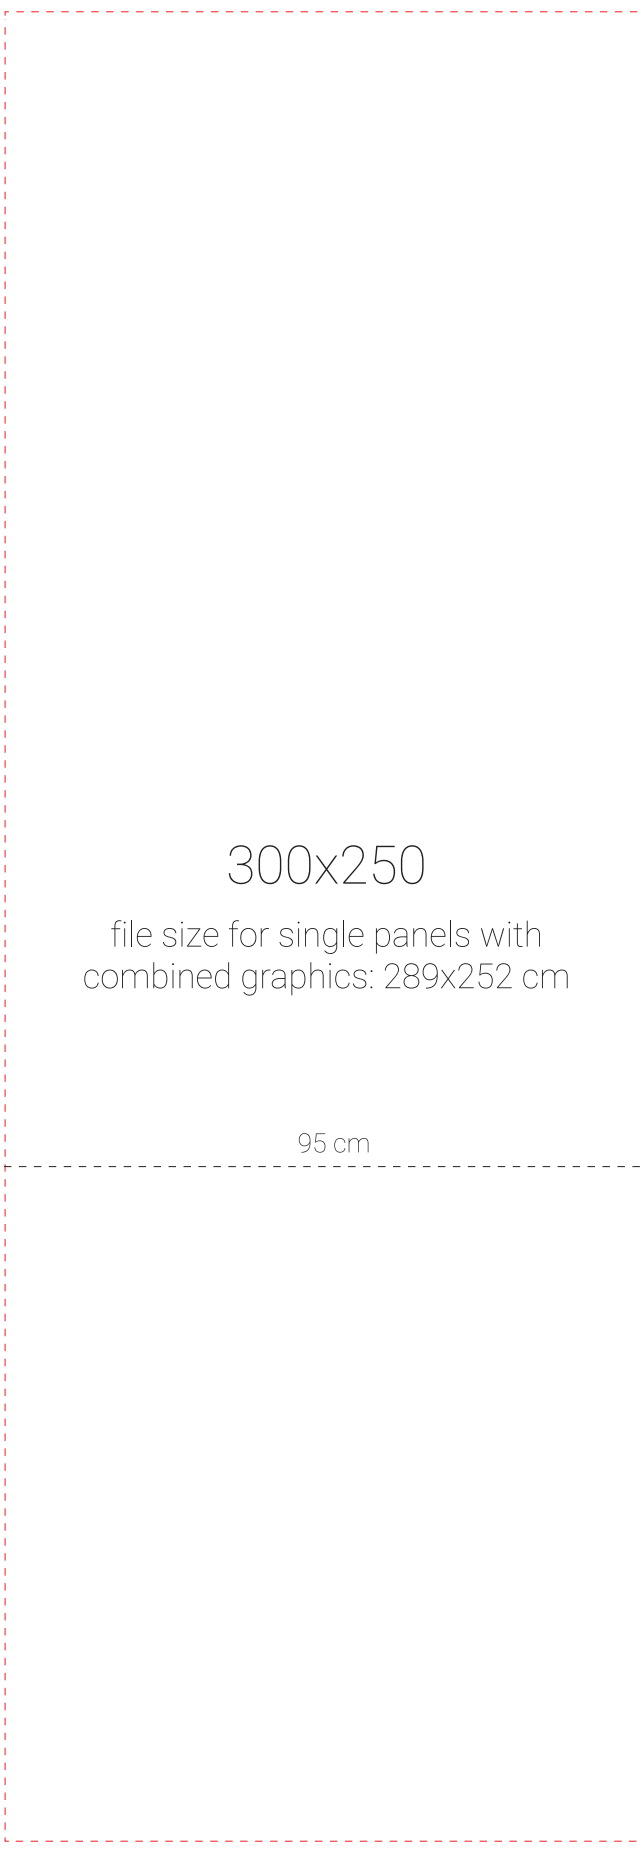 300x250
file size for single panels with
combined graphics: 289x252 cm
95 cm